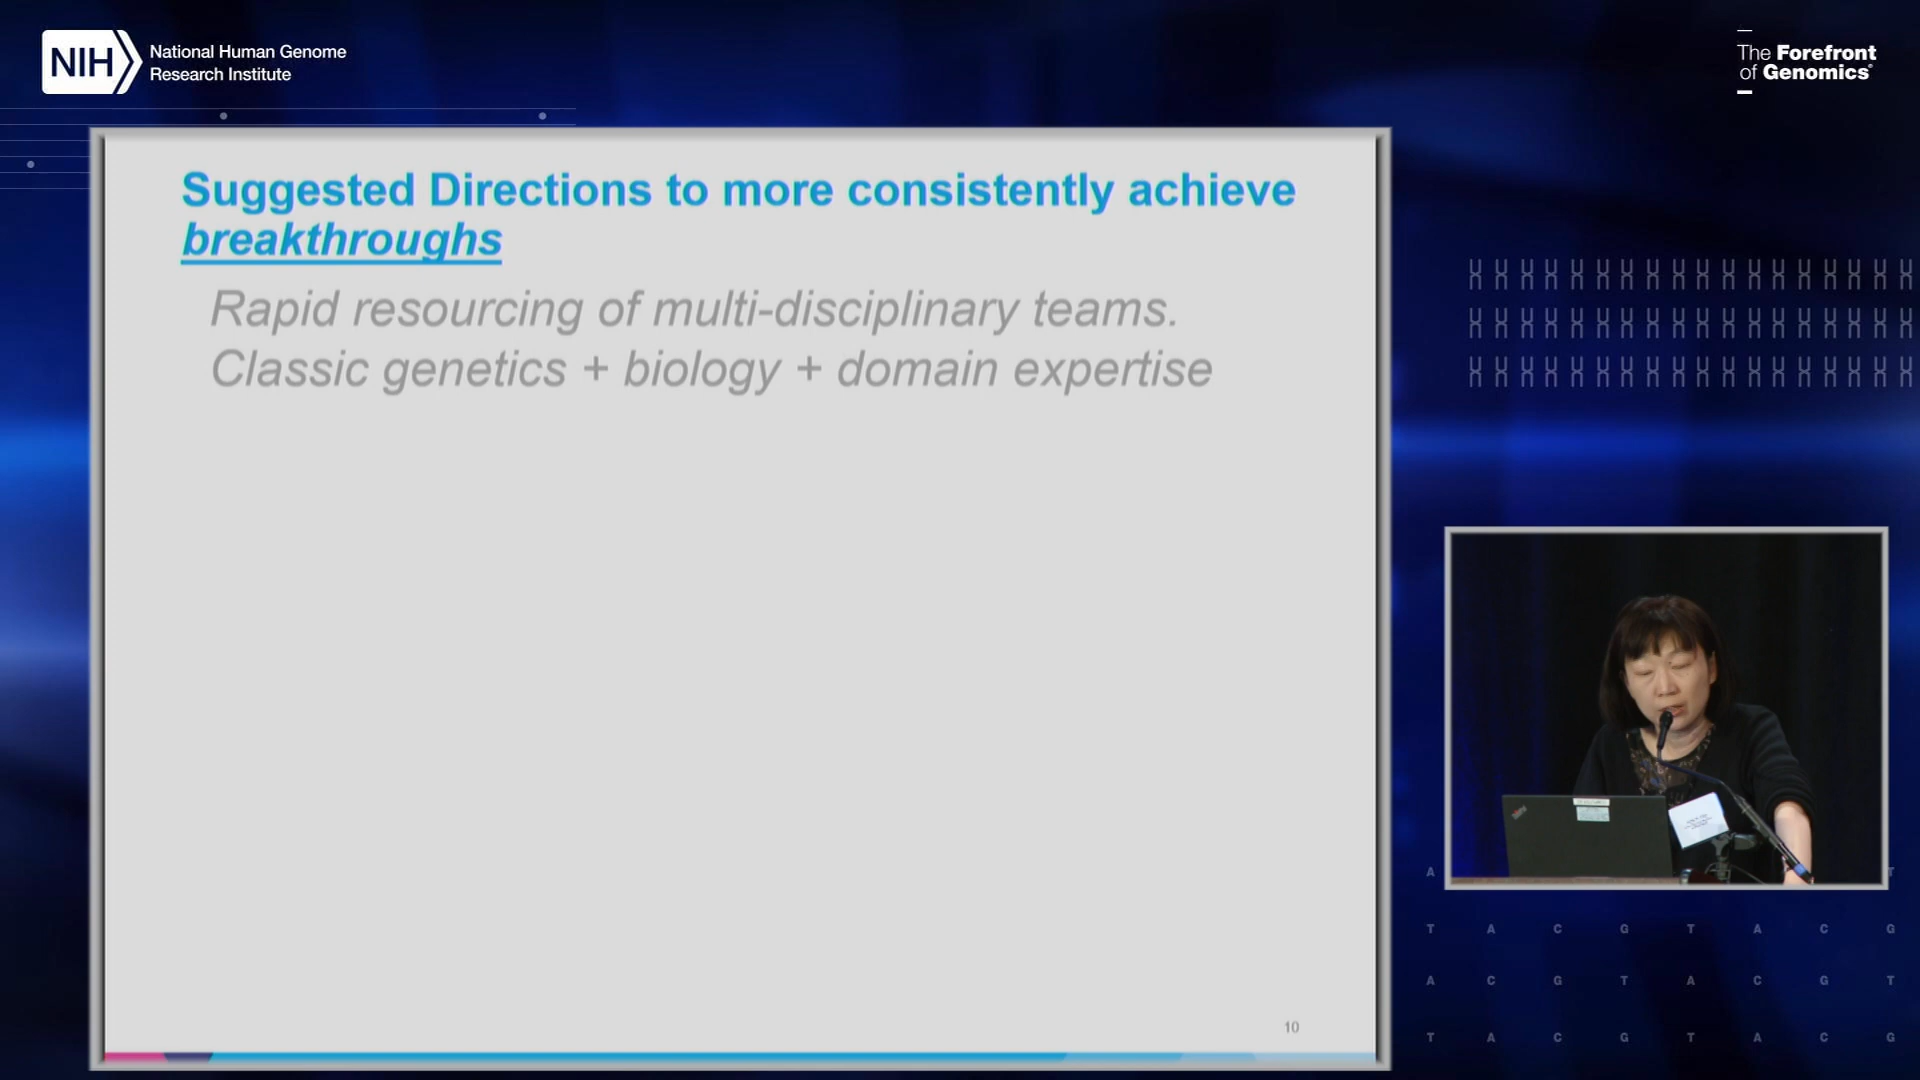 NIH
National Human Genome
Research Institute
The Forefront
of Genomics®
Suggested Directions to more consistently achieve
breakthroughs
Rapid resourcing of multi-disciplinary teams.
Classic genetics + biology + domain expertise
10
A T
T A C G T A C G
A C G T A C G T
T A C G T A C G